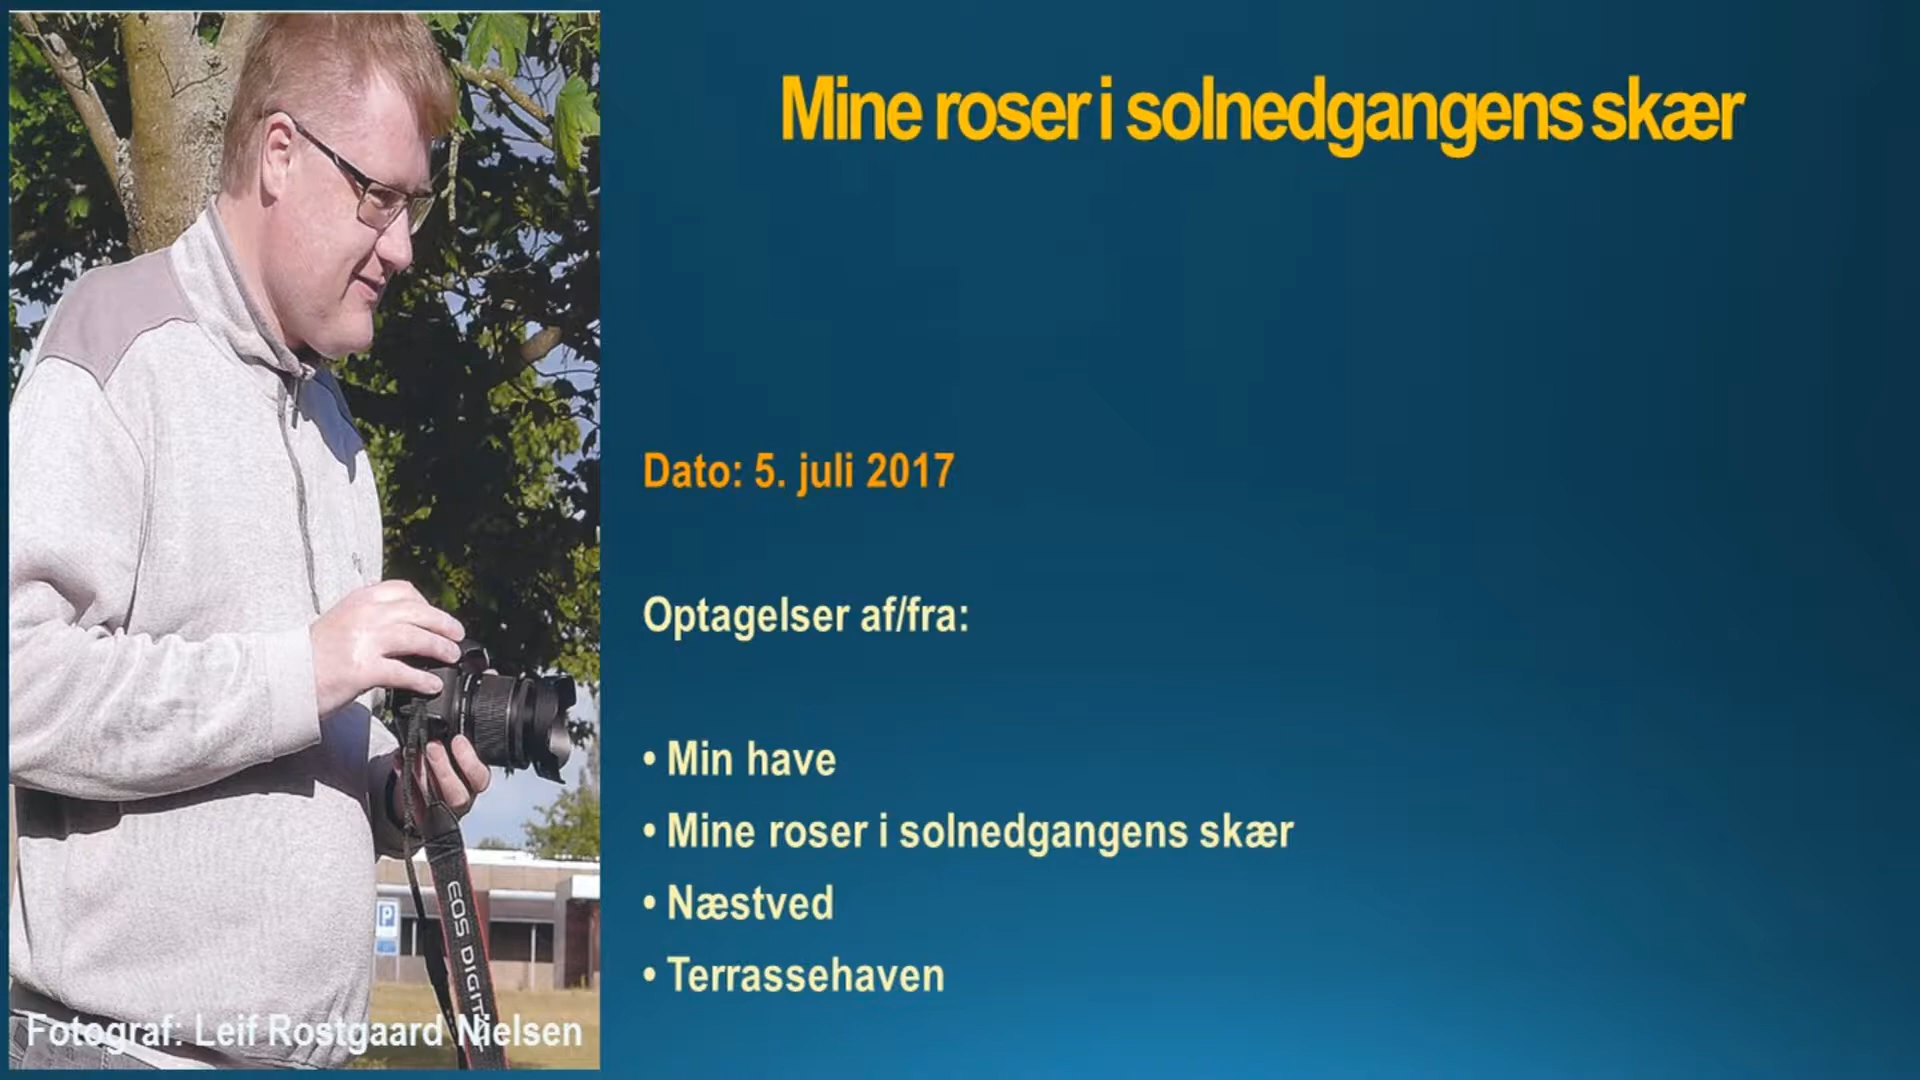 Mine roser i solnedgangens skær
Dato: 5. juli 2017
Optagelser af/fra:
• Min have
• Mine roser i solnedgangens skær
• Næstved
• Terrassehaven
EOS DIGIT
P
Fotograf: Leif Rostgaard Nielsen